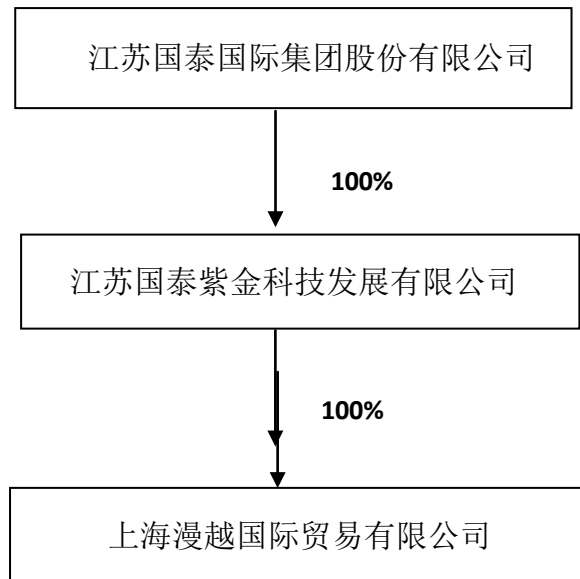 江苏国泰国际集团股份有限公司
100%
江苏国泰紫金科技发展有限公司
100%
上海漫越国际贸易有限公司